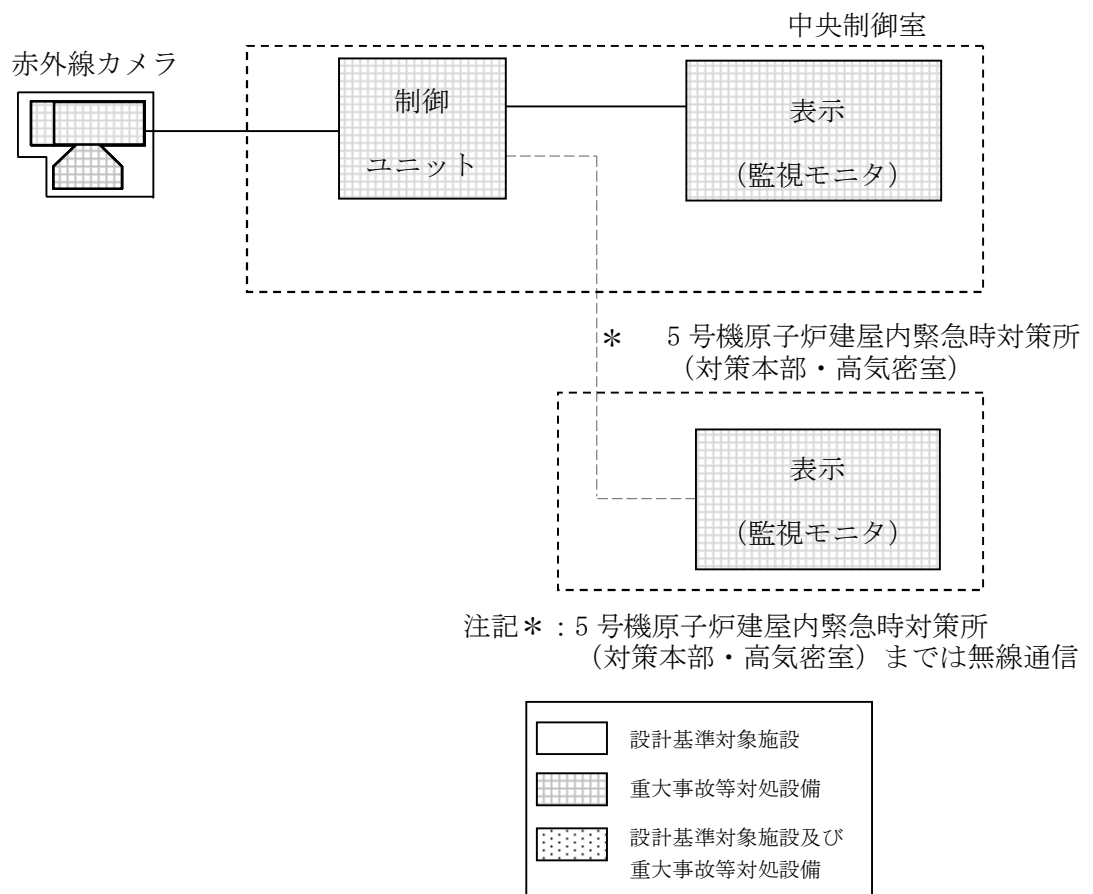 中央制御室
赤外線カメラ
制御
ユニット
表示
(監視モニタ)
＊ 5号機原子炉建屋内緊急時対策所
(対策本部・高気密室)
表示
(監視モニタ)
注記＊：5号機原子炉建屋内緊急時対策所
(対策本部・高気密室)までは無線通信
設計基準対象施設
重大事故等対処設備
設計基準対象施設及び
重大事故等対処設備